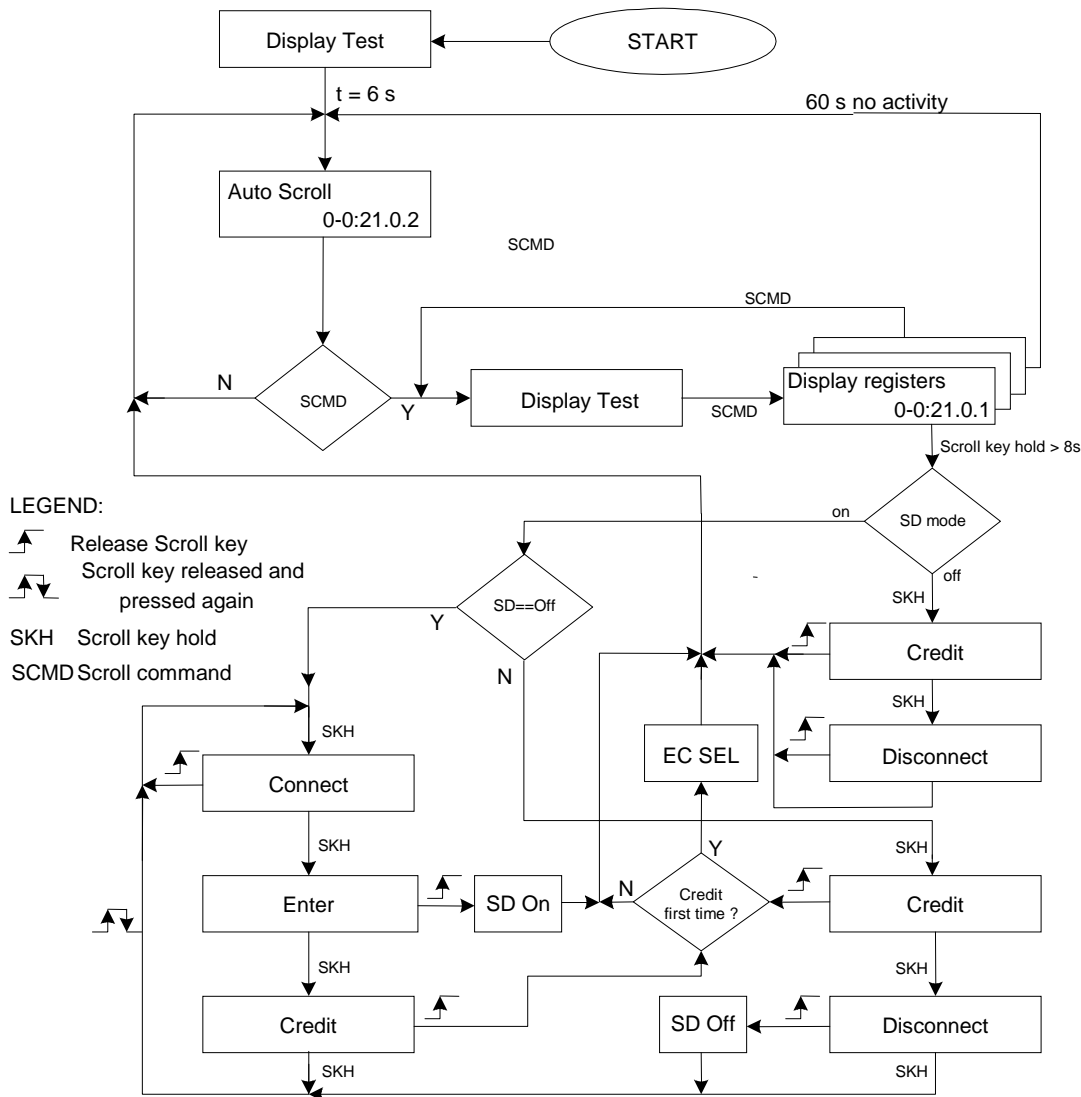 Display Test
START
t = 6 s
60 s no activity
Auto Scroll
0-0:21.0.2
SCMD
SCMD
N
SCMD
Y
Display Test
SCMD
Display registers
0-0:21.0.1
Scroll key hold > 8s
LEGEND:
Release Scroll key
Scroll key released and
pressed again
SKH Scroll key hold
SCMD Scroll command
on
SD mode
off
SKH
SD==Off
Y
N
Credit
SKH
Disconnect
SKH
Connect
EC SEL
SKH
Y
SKH
Enter
SD On
N
Credit
first time ?
Credit
SKH
SKH
Credit
SD Off
Disconnect
SKH
SKH